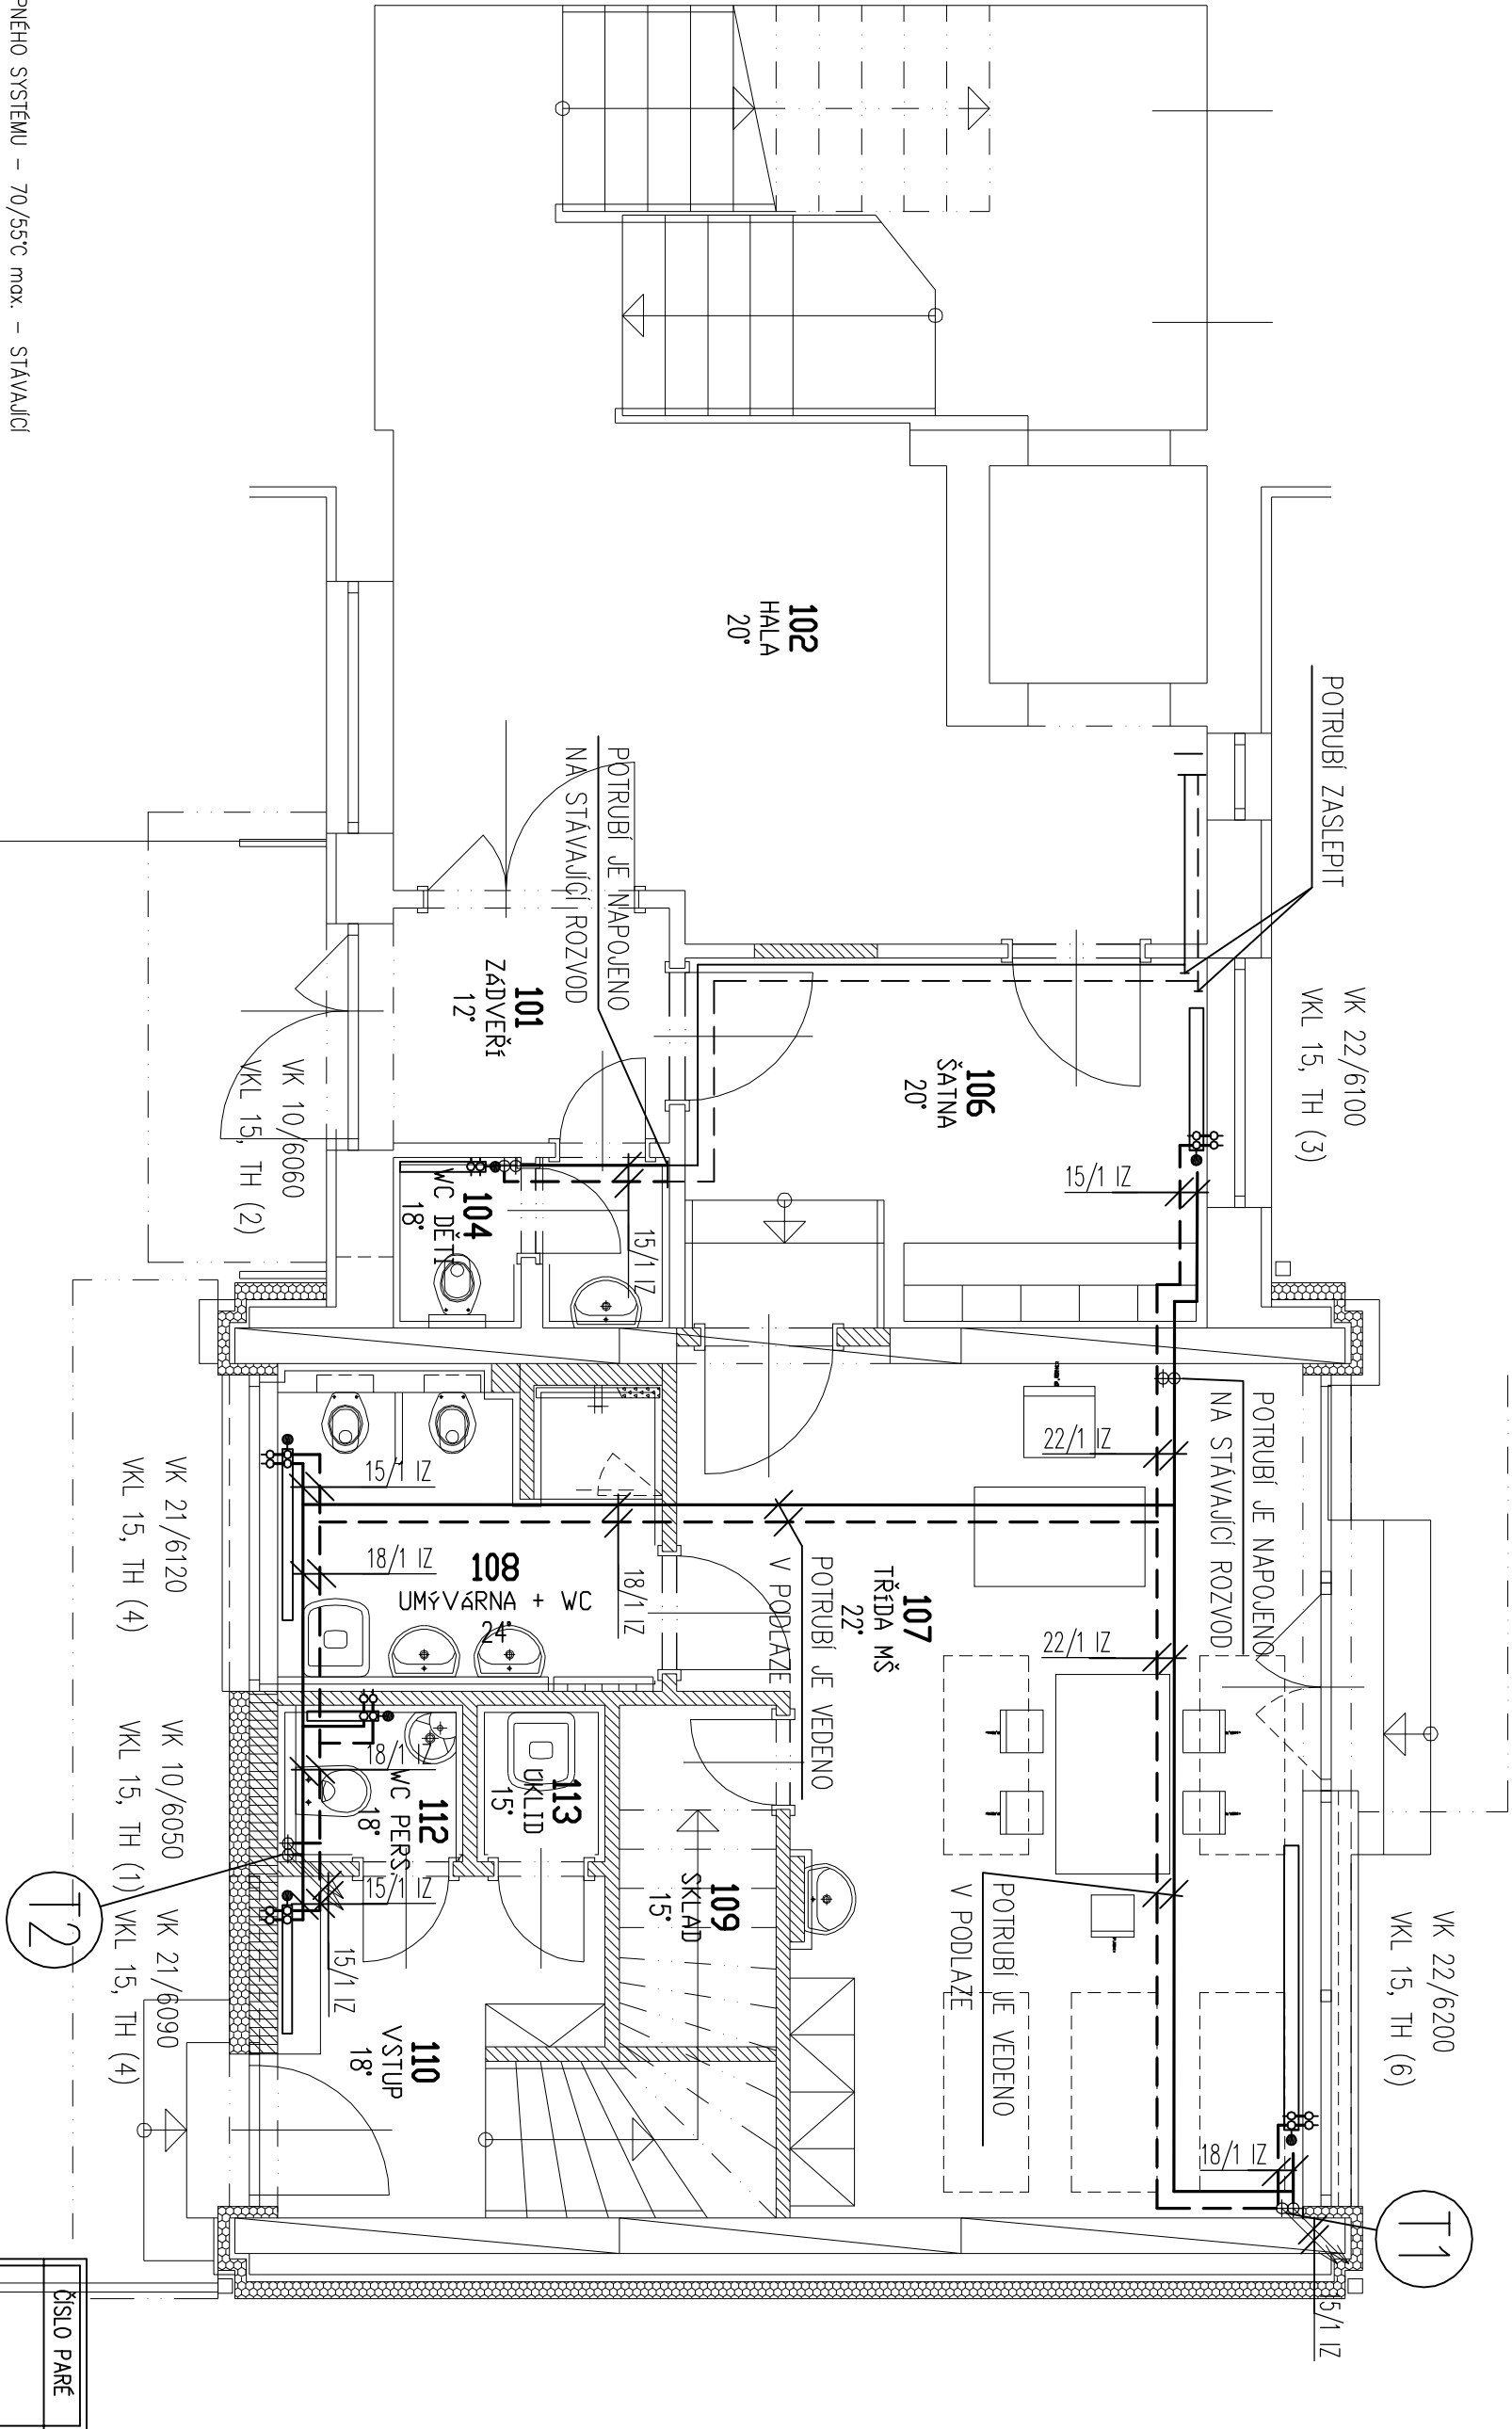 PNÉHO SYSTÉMU - 70/55°C max. - STÁVAJÍCÍ
POTRUBÍ ZASLEPIT
VK 22/6100
VKL 15, TH (3)
102
HALA
20°
POTRUBÍ JE NAPOJENO
NA STÁVAJÍCÍ ROZVOD
101
ZÁDVEŘÍ
12°
VK 10/6060
VKL 15, TH (2)
106
ŠATNA
20°
15/1 IZ
104
WC DĚTI
18°
15/1 IZ
POTRUBÍ JE NAPOJENO
NA STÁVAJÍCÍ ROZVOD
22/1 IZ
22/1 IZ
15/1 IZ
18/1 IZ
18/1 IZ
108
UMÝVÁRNA + WC
24°
107
TŘÍDA MŠ
22°
POTRUBÍ JE VEDENO
V PODLAZE
VK 21/6120
VKL 15, TH (4)
VK 10/6050
VKL 15, TH (1)
18/1 IZ
112
WC PERS.
18°
113
ÚKLID
15°
109
SKLAD
15°
15/1 IZ
15/1 IZ
T2
VK 21/6090
VKL 15, TH (4)
110
VSTUP
18°
POTRUBÍ JE VEDENO
V PODLAZE
VK 22/6200
VKL 15, TH (6)
18/1 IZ
T1
5/1 IZ
ČÍSLO PARÉ